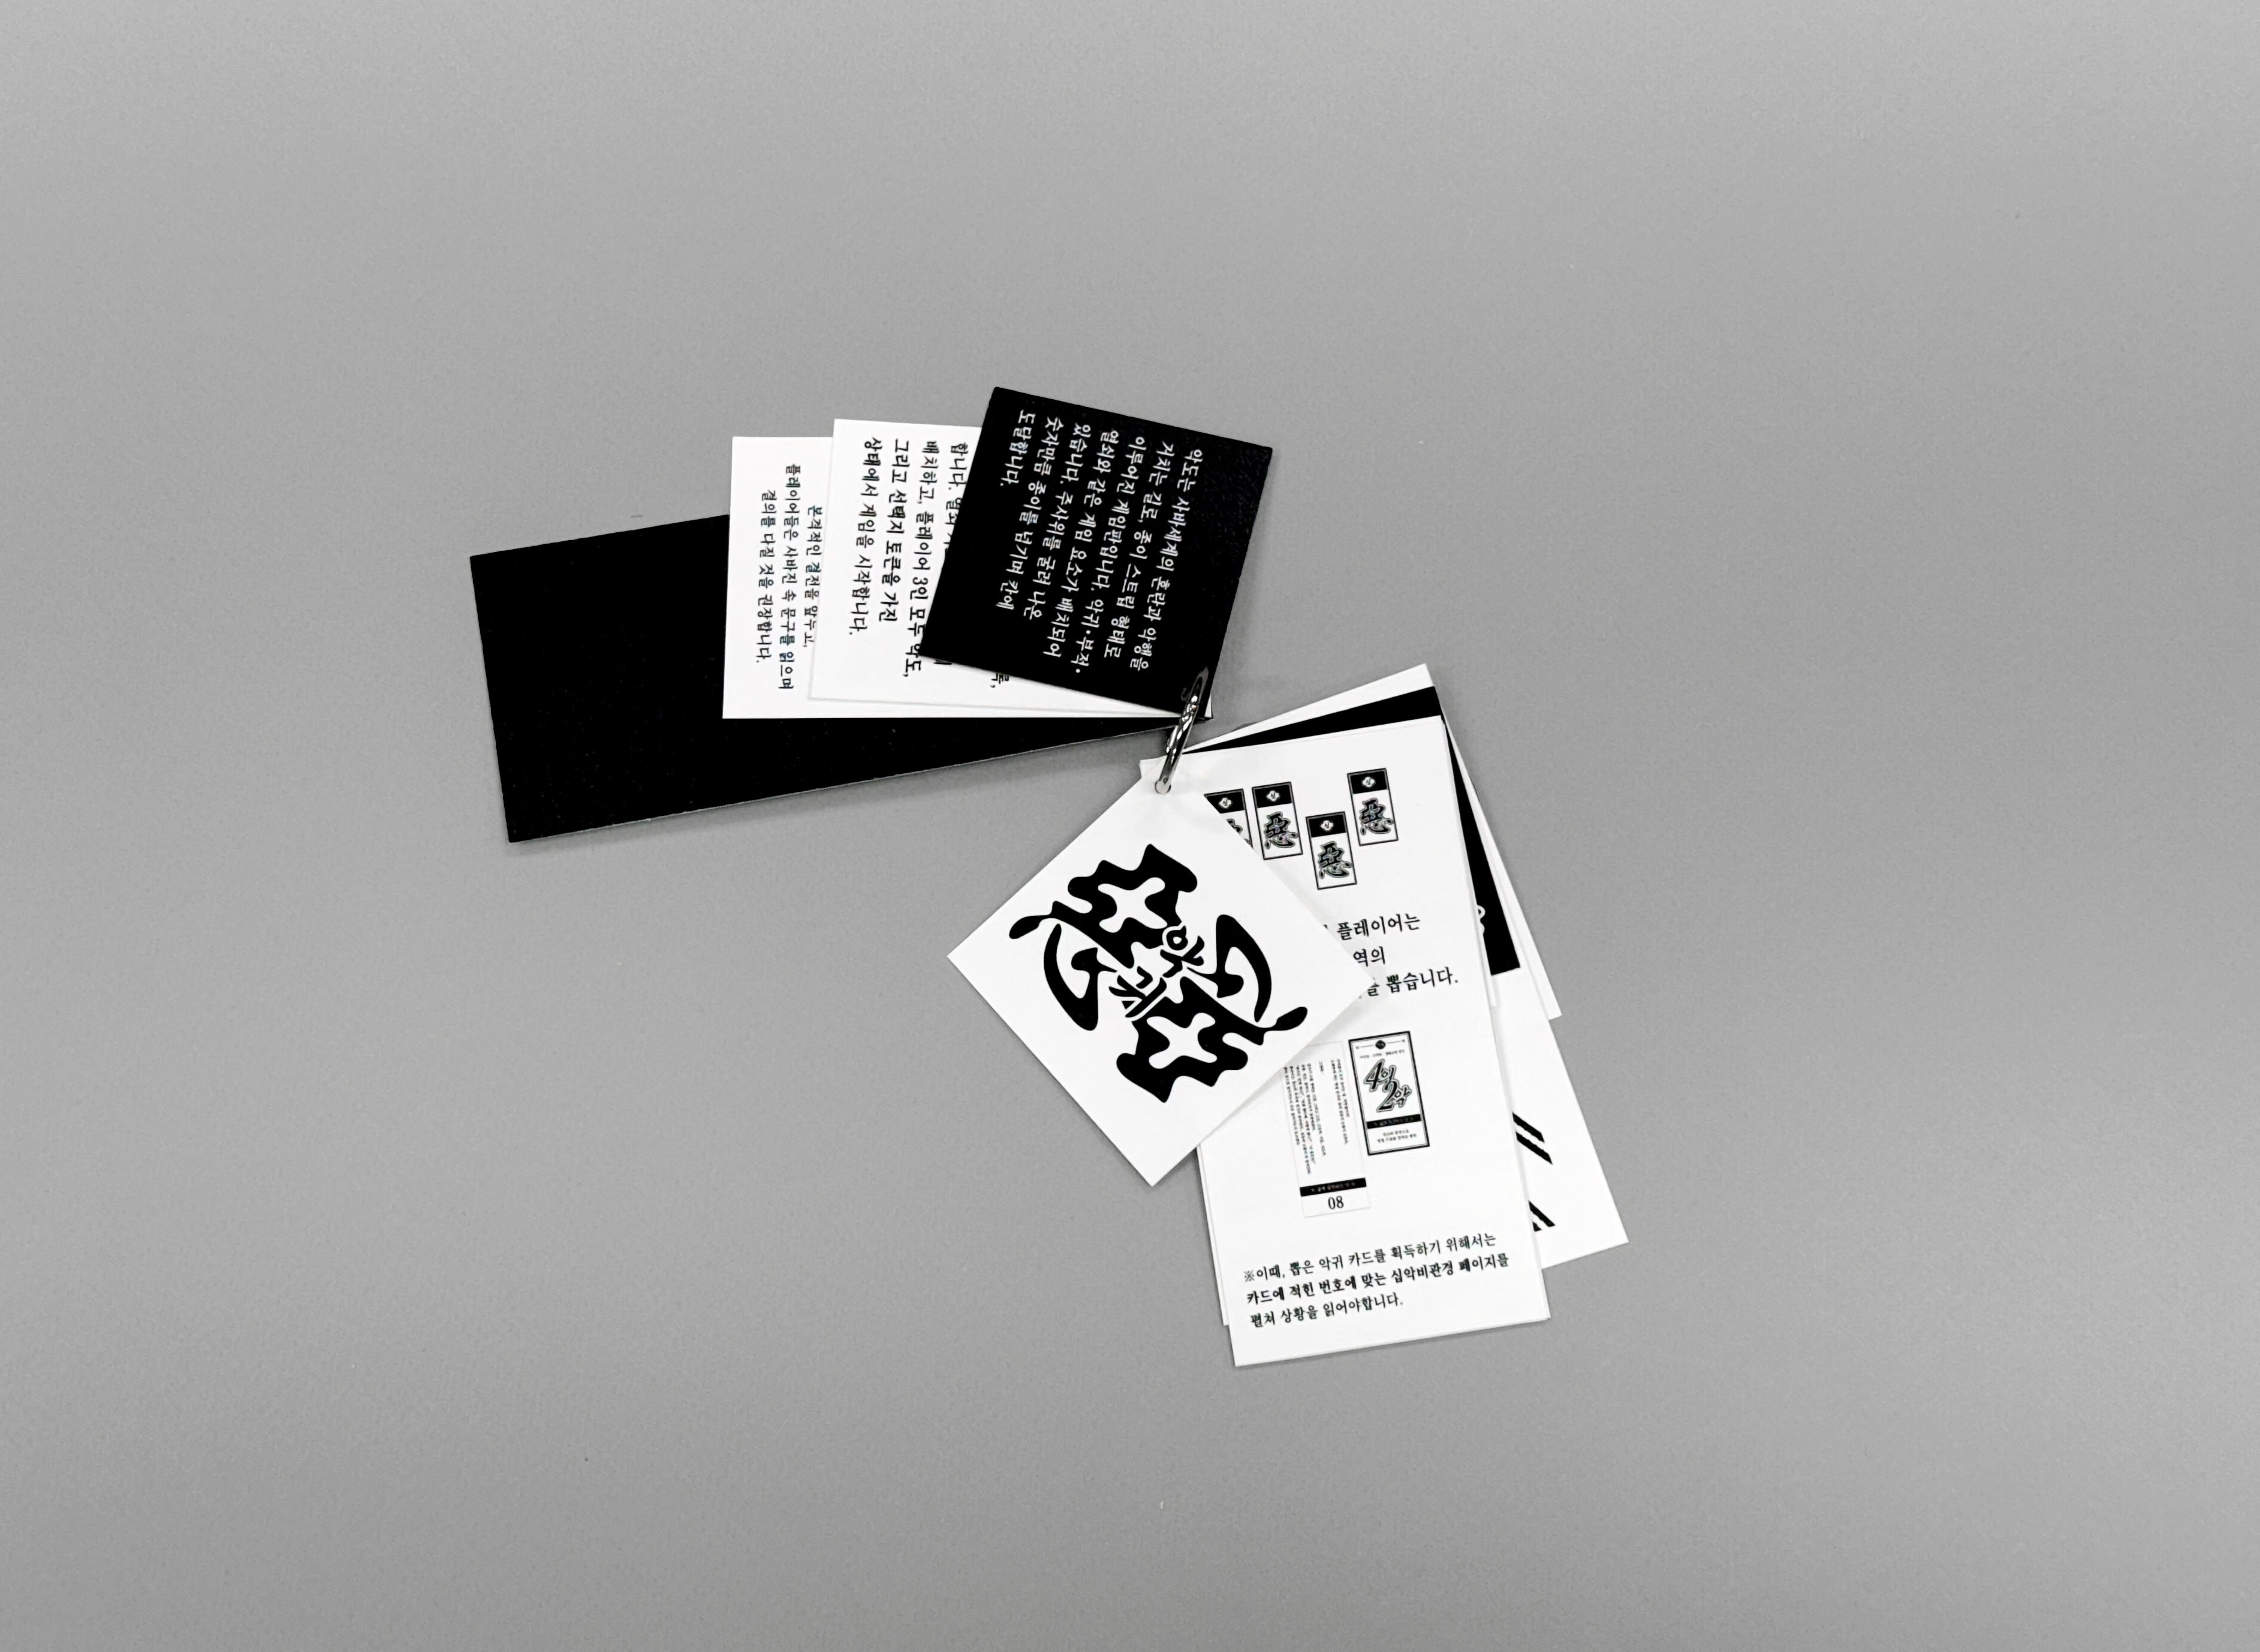 악도는 사바세계의 혼란과 악행을
거치는 길로, 종이 스트립 형태로
이루어진 게임판입니다. 악귀·부적·
열쇠와 같은 게임 요소가 배치되어
있습니다. 주사위를 굴려 나온
숫자만큼 종이를 넘기며 칸에
도달합니다.
합니다.
배치하고, 플레이어 3인 모두 악도,
그리고 선택지 토큰을 가진
상태에서 게임을 시작합니다.
본격적인 결전을 앞두고,
플레이어들은 사바진 속 문구를 읽으며
결의를 다질 것을 권장합니다.
악귀
惡
惡
惡
플레이어는
역의
뽑습니다.
4악
2악
08
※이때, 뽑은 악귀 카드를 획득하기 위해서는
카드에 적힌 번호에 맞는 십악비관경 페이지를
펼쳐 상황을 읽어야합니다.